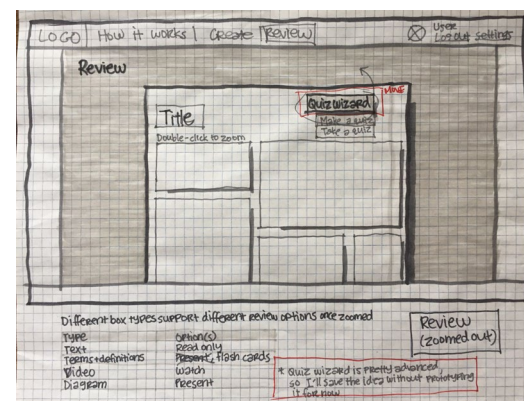 LOGO How it works Create Review User
Logout settings
Review
MINE
Quiz wizard
Title
Make a quiz
Take a quiz
Double-click to zoom
Different box types support different review options once zoomed
Type Option(s)
Text Read only
Terms+definitions Present, flash cards
Video Watch
Diagram Present
Review
(zoomed out)
* Quiz wizard is pretty advanced,
so I'll save the idea without prototyping
it for now